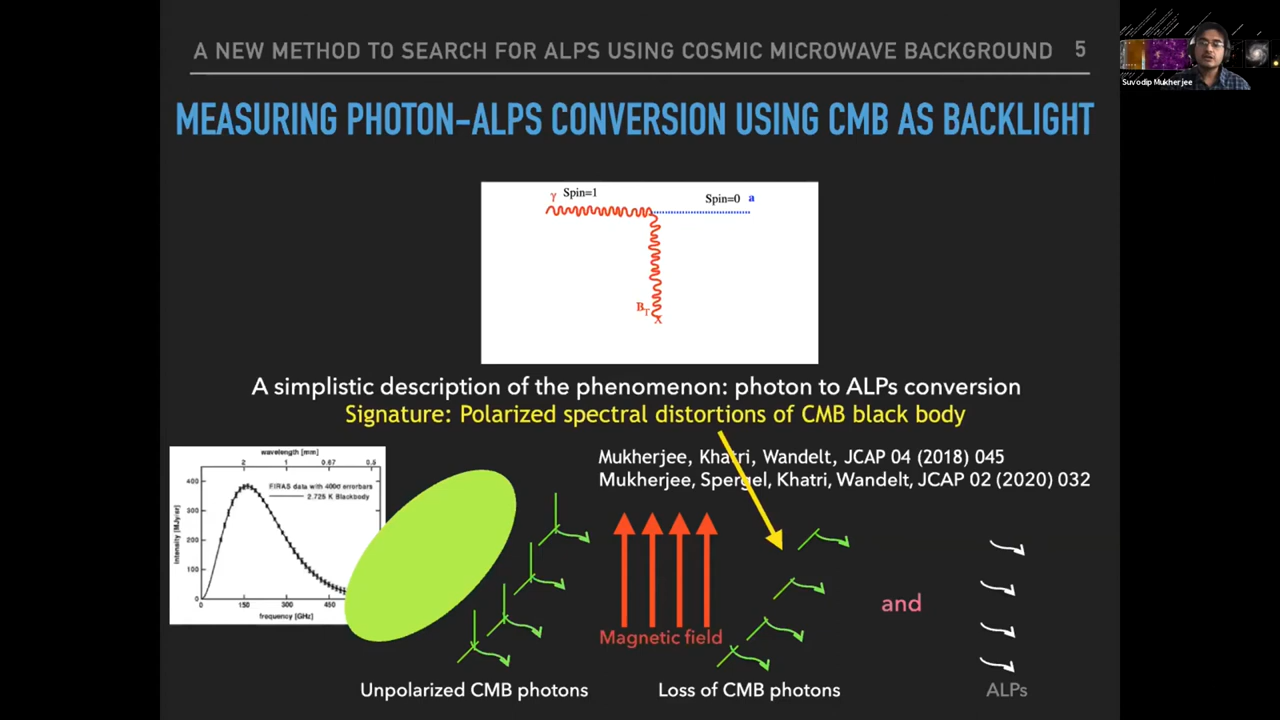 A NEW METHOD TO SEARCH FOR ALPS USING COSMIC MICROWAVE BACKGROUND 5
Suvodip Mukherjee
MEASURING PHOTON-ALPS CONVERSION USING CMB AS BACKLIGHT
γ Spin=1 Spin=0 a
B_T
X
A simplistic description of the phenomenon: photon to ALPs conversion
Signature: Polarized spectral distortions of CMB black body
Mukherjee, Khatri, Wandelt, JCAP 04 (2018) 045
Mukherjee, Spergel, Khatri, Wandelt, JCAP 02 (2020) 032
wavelength [mm]
2 1 0.67 0.5
FIRAS data with 400σ errorbars
2.725 K Blackbody
Intensity [MJy/sr]
400
300
200
100
0
0 150 300 450
frequency [GHz]
and
Magnetic field
Unpolarized CMB photons
Loss of CMB photons
ALPs